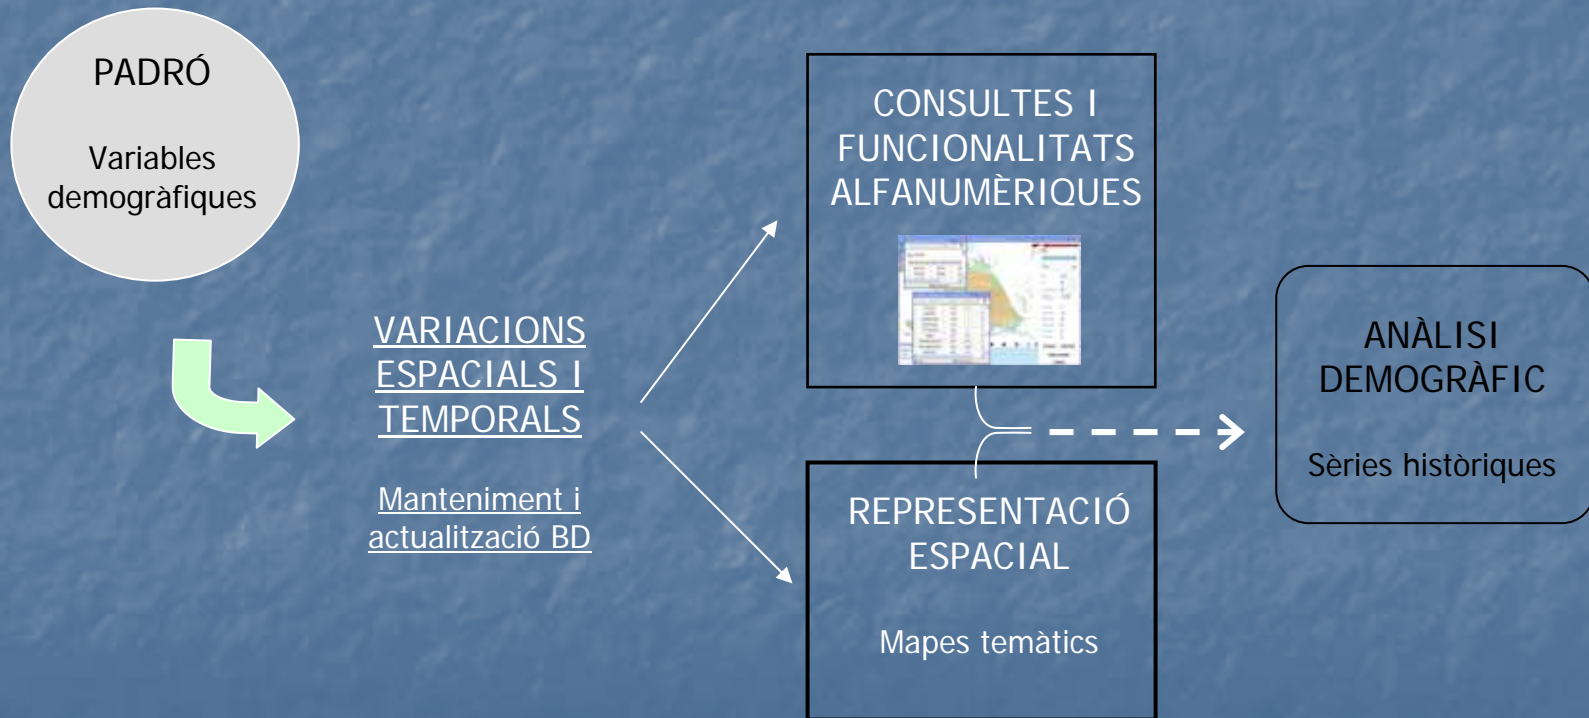 PADRÓ
Variables
demogràfiques
VARIACIONS
ESPACIALS I
TEMPORALS
Manteniment i
actualització BD
CONSULTES I
FUNCIONALITATS
ALFANUMÈRIQUES
REPRESENTACIÓ
ESPACIAL
Mapes temàtics
ANÀLISI
DEMOGRÀFIC
Sèries històriques